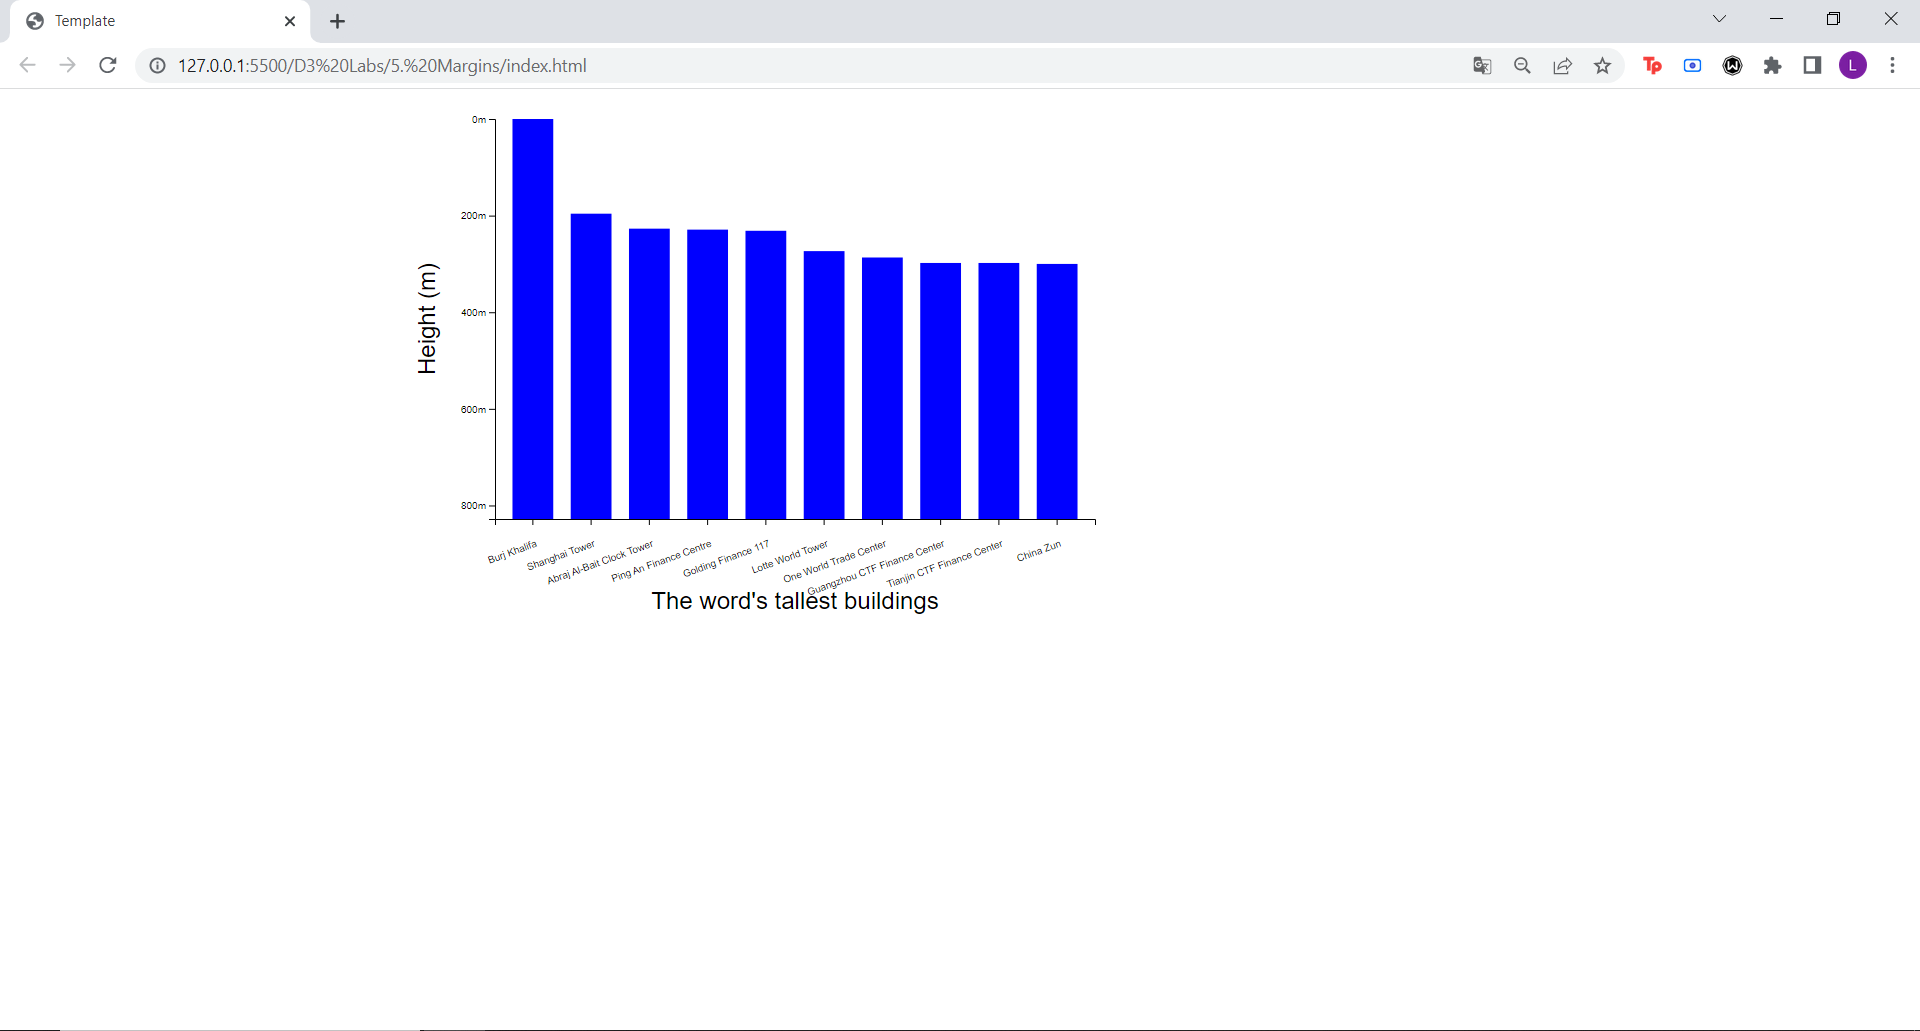 Template
127.0.0.1:5500/D3%20Labs/5.%20Margins/index.html
Tp
L
0m
200m
400m
600m
800m
Height (m)
Burj Khalifa
Shanghai Tower
Abraj Al-Bait Clock Tower
Ping An Finance Centre
Golding Finance 117
Lotte World Tower
One World Trade Center
Guangzhou CTF Finance Center
Tianjin CTF Finance Center
China Zun
The word's tallest buildings